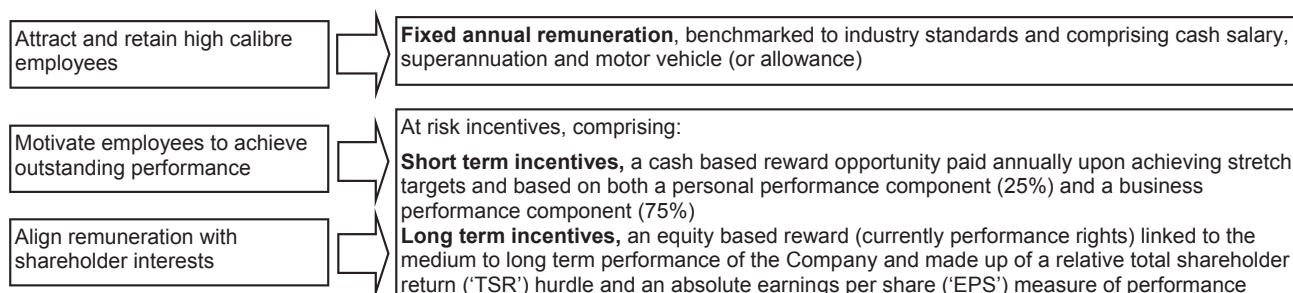 Attract and retain high calibre
employees
Fixed annual remuneration, benchmarked to industry standards and comprising cash salary,
superannuation and motor vehicle (or allowance)
Motivate employees to achieve
outstanding performance
Align remuneration with
shareholder interests
At risk incentives, comprising:
Short term incentives, a cash based reward opportunity paid annually upon achieving stretch
targets and based on both a personal performance component (25%) and a business
performance component (75%)
Long term incentives, an equity based reward (currently performance rights) linked to the
medium to long term performance of the Company and made up of a relative total shareholder
return (‘TSR’) hurdle and an absolute earnings per share (‘EPS’) measure of performance